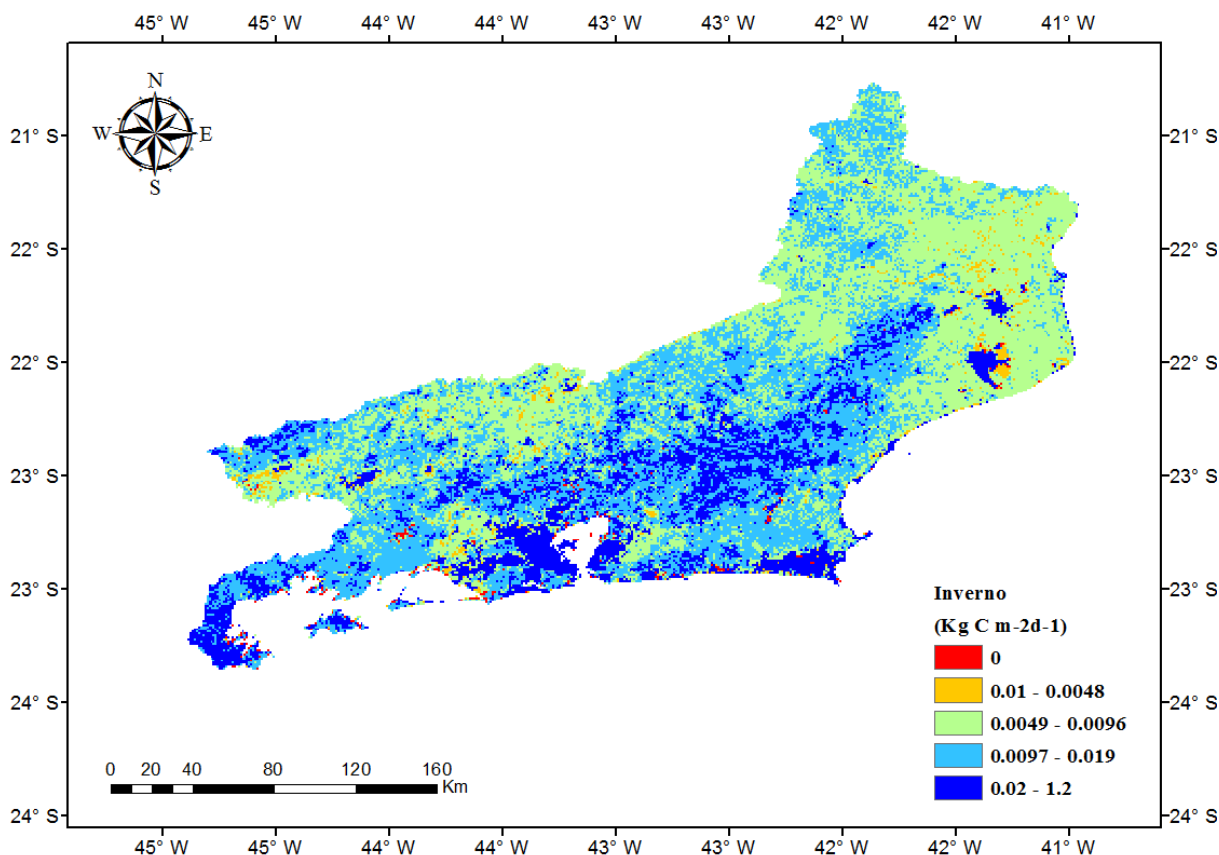 45° W 45° W 44° W 44° W 43° W 43° W 42° W 42° W 41° W
N
W E
S
21° S 21° S
22° S 22° S
22° S 22° S
23° S 23° S
23° S 23° S
24° S 24° S
24° S 24° S
Inverno
(Kg C m-2d-1)
0
0.01 - 0.0048
0.0049 - 0.0096
0.0097 - 0.019
0.02 - 1.2
0 20 40 80 120 160
Km
45° W 45° W 44° W 44° W 43° W 43° W 42° W 42° W 41° W